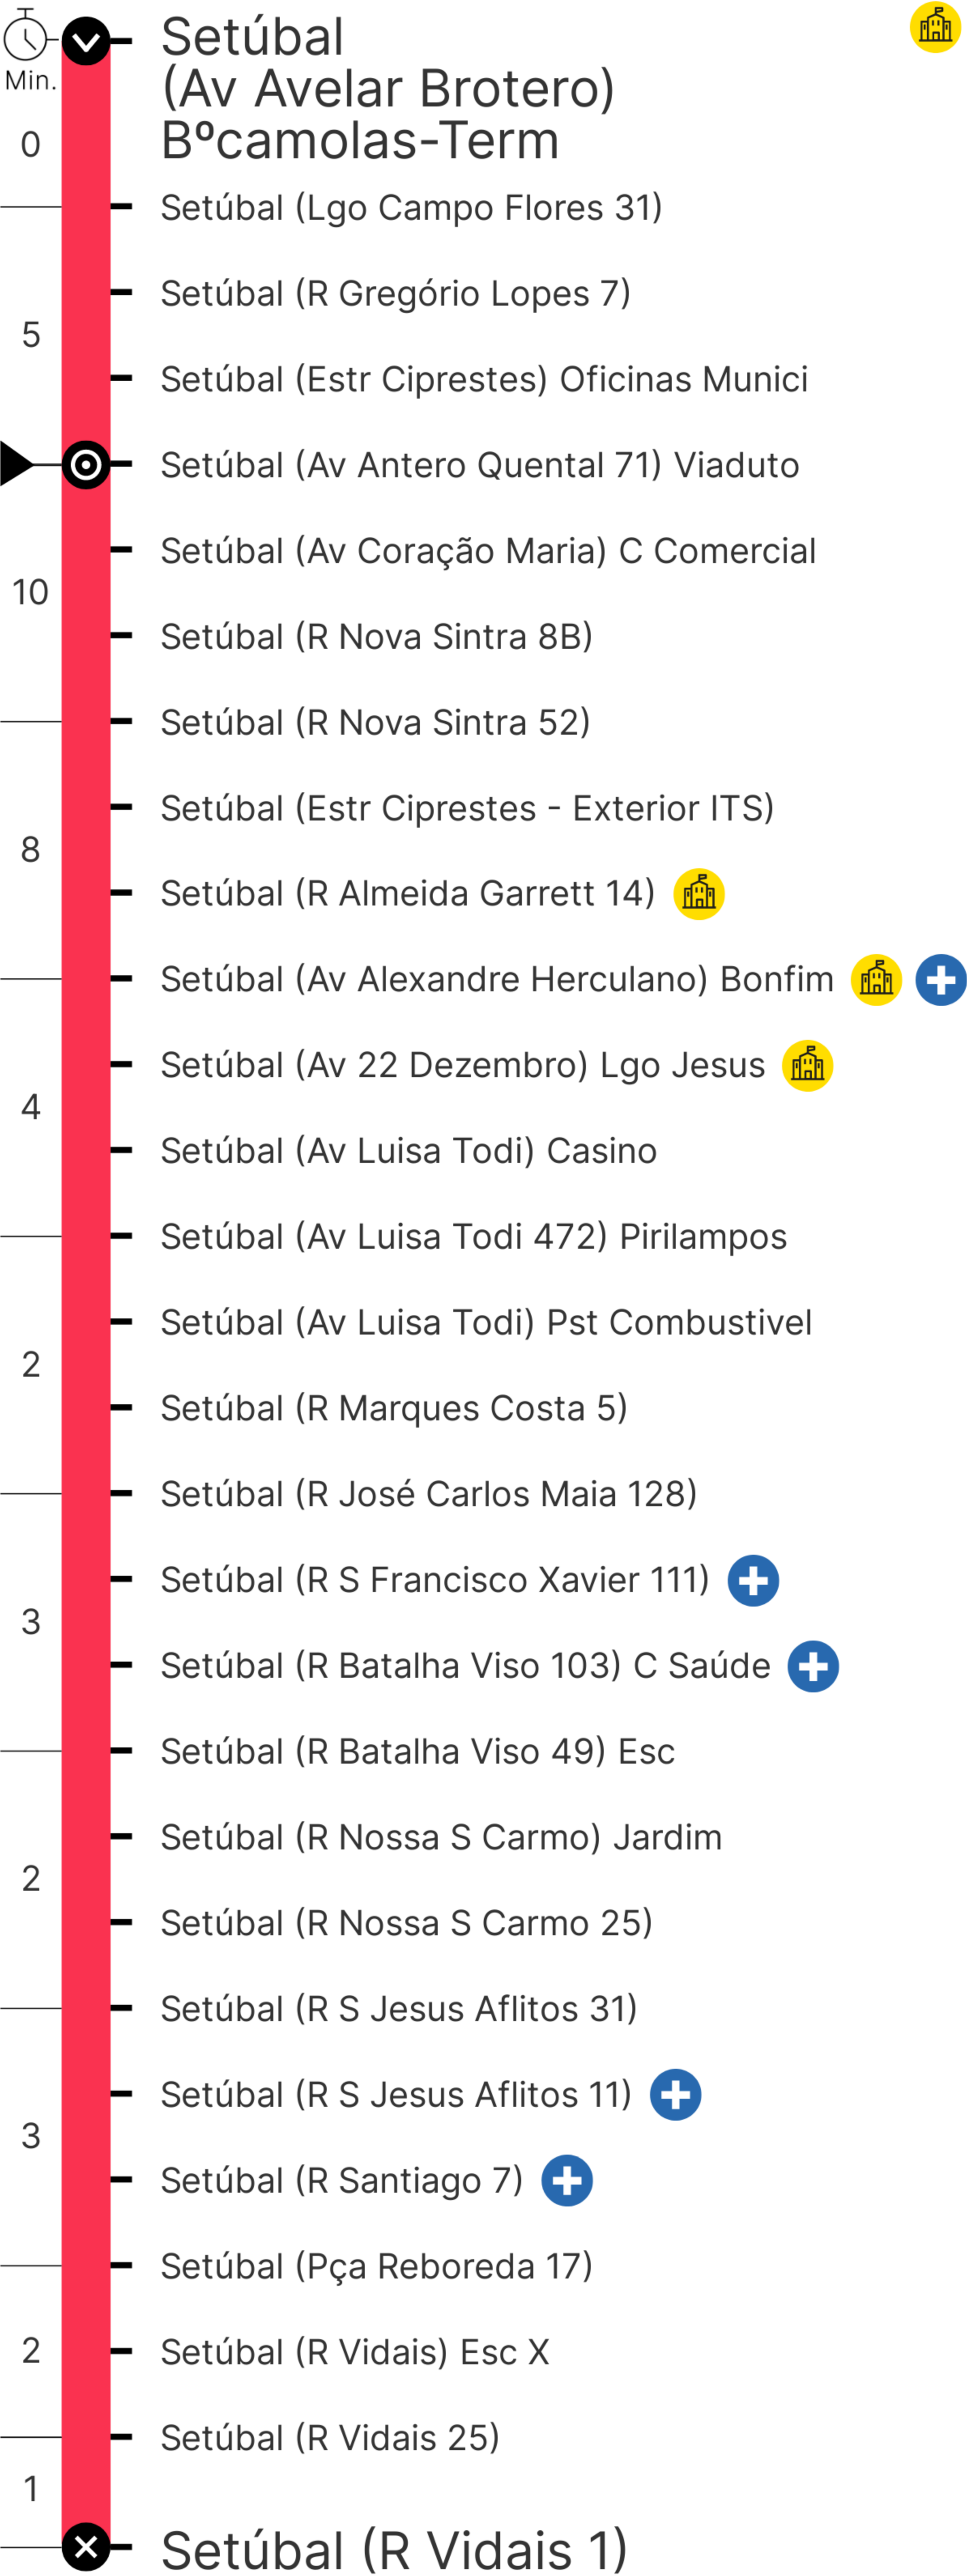 Setúbal
(Av Avelar Brotero)
Bºcamolas-Term
Min.
0
Setúbal (Lgo Campo Flores 31)
Setúbal (R Gregório Lopes 7)
5
Setúbal (Estr Ciprestes) Oficinas Munici
Setúbal (Av Antero Quental 71) Viaduto
Setúbal (Av Coração Maria) C Comercial
10
Setúbal (R Nova Sintra 8B)
Setúbal (R Nova Sintra 52)
Setúbal (Estr Ciprestes - Exterior ITS)
8
Setúbal (R Almeida Garrett 14)
Setúbal (Av Alexandre Herculano) Bonfim
Setúbal (Av 22 Dezembro) Lgo Jesus
4
Setúbal (Av Luisa Todi) Casino
Setúbal (Av Luisa Todi 472) Pirilampos
Setúbal (Av Luisa Todi) Pst Combustivel
2
Setúbal (R Marques Costa 5)
Setúbal (R José Carlos Maia 128)
Setúbal (R S Francisco Xavier 111)
3
Setúbal (R Batalha Viso 103) C Saúde
Setúbal (R Batalha Viso 49) Esc
Setúbal (R Nossa S Carmo) Jardim
2
Setúbal (R Nossa S Carmo 25)
Setúbal (R S Jesus Aflitos 31)
Setúbal (R S Jesus Aflitos 11)
3
Setúbal (R Santiago 7)
Setúbal (Pça Reboreda 17)
2
Setúbal (R Vidais) Esc X
Setúbal (R Vidais 25)
1
Setúbal (R Vidais 1)